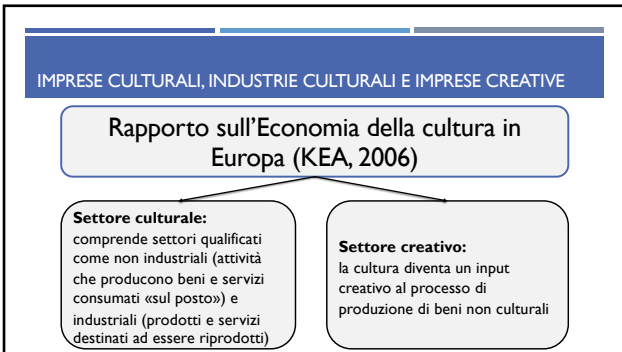 IMPRESE CULTURALI, INDUSTRIE CULTURALI E IMPRESE CREATIVE
Rapporto sull'Economia della cultura in
Europa (KEA, 2006)
Settore culturale:
comprende settori qualificati
come non industriali (attività
che producono beni e servizi
consumati «sul posto») e
industriali (prodotti e servizi
destinati ad essere riprodotti)
Settore creativo:
la cultura diventa un input
creativo al processo di
produzione di beni non culturali